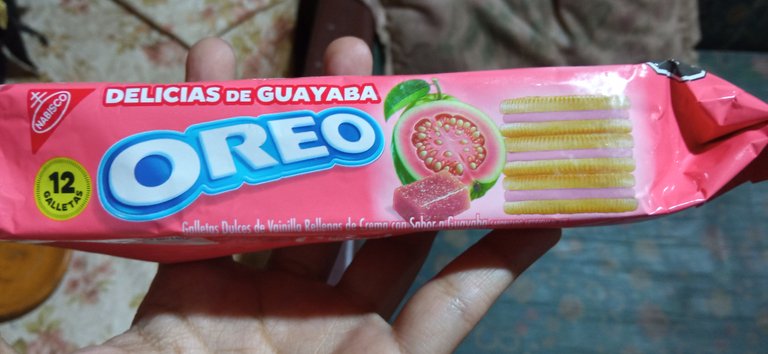 NABISCO
DELICIAS DE GUAYABA
OREO
12
GALLETAS
Galletas Dulces de Vainilla Rellenas de Crema con Sabor a Guayaba